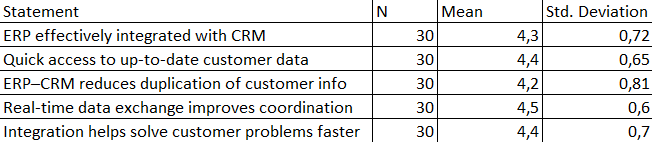 Statement N Mean Std. Deviation
ERP effectively integrated with CRM 30 4,3 0,72
Quick access to up-to-date customer data 30 4,4 0,65
ERP–CRM reduces duplication of customer info 30 4,2 0,81
Real-time data exchange improves coordination 30 4,5 0,6
Integration helps solve customer problems faster 30 4,4 0,7